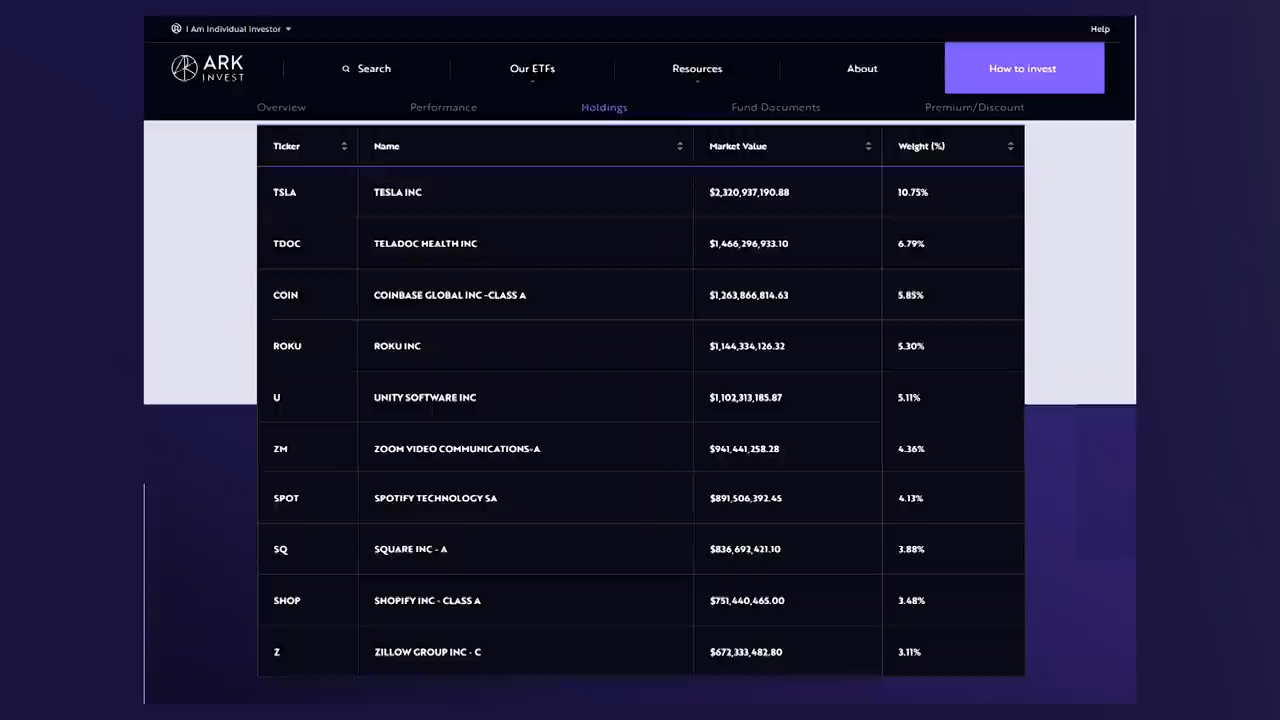 I Am Individual Investor Help
ARK INVEST Search Our ETFs Resources About How to invest
Overview Performance Holdings Fund Documents Premium/Discount
Ticker Name Market Value Weight (%)
TSLA TESLA INC $2,320,937,190.88 10.75%
TDOC TELADOC HEALTH INC $1,466,296,933.10 6.79%
COIN COINBASE GLOBAL INC -CLASS A $1,263,866,814.63 5.85%
ROKU ROKU INC $1,144,334,126.32 5.30%
U UNITY SOFTWARE INC $1,102,313,185.87 5.11%
ZM ZOOM VIDEO COMMUNICATIONS-A $941,441,258.28 4.36%
SPOT SPOTIFY TECHNOLOGY SA $891,506,392.45 4.13%
SQ SQUARE INC - A $836,692,421.10 3.88%
SHOP SHOPIFY INC - CLASS A $751,440,465.00 3.48%
Z ZILLOW GROUP INC - C $672,333,482.80 3.11%